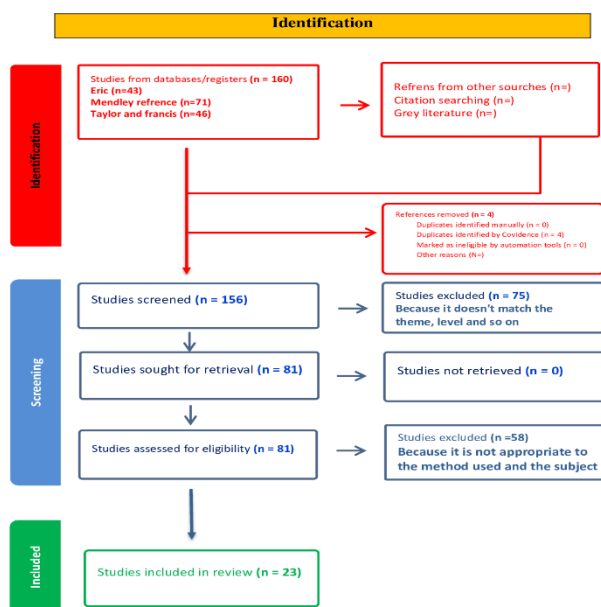 Identification
Identification
Studies from databases/registers (n = 160)
Eric (n=43)
Mendley refrence (n=71)
Taylor and francis (n=46)
Refrens from other sourches (n=)
Citation searching (n=)
Grey literature (n=)
References removed (n = 4)
Duplicates identified manually (n = 0)
Duplicates identified by Covidence (n = 4)
Marked as ineligible by automation tools (n = 0)
Other reasons (N=)
Screening
Studies screened (n = 156)
Studies excluded (n = 75)
Because it doesn't match the
theme, level and so on
Studies sought for retrieval (n = 81)
Studies not retrieved (n = 0)
Studies assessed for eligibility (n = 81)
Studies excluded (n =58)
Because it is not appropriate to
the method used and the subject
Included
Studies included in review (n = 23)